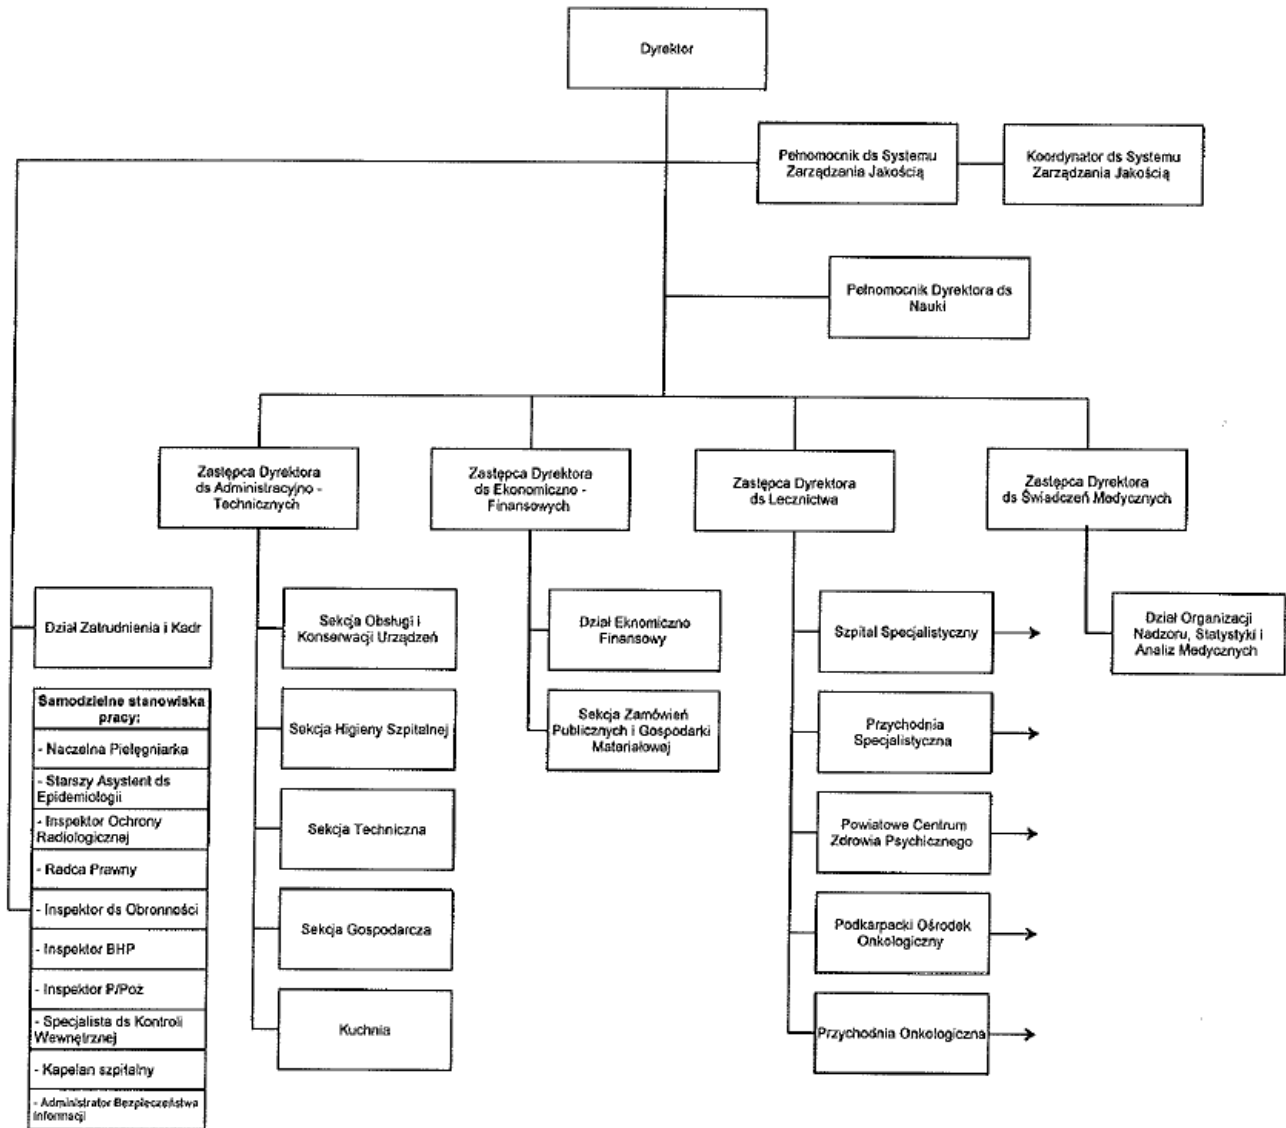 Dyrektor
Pełnomocnik ds Systemu
Zarządzania Jakością
Koordynator ds Systemu
Zarządzania Jakością
Pełnomocnik Dyrektora ds
Nauki
Zastępca Dyrektora
ds Administracyjno -
Technicznych
Zastępca Dyrektora
ds Ekonomiczno -
Finansowych
Zastępca Dyrektora
ds Lecznictwa
Zastępca Dyrektora
ds Świadczeń Medycznych
Dział Zatrudnienia i Kadr
Samodzielne stanowiska
pracy:
- Naczelna Pielęgniarka
- Starszy Asystent ds
Epidemiologii
- Inspektor Ochrony
Radiologicznej
- Radca Prawny
- Inspektor ds Obronności
- Inspektor BHP
- Inspektor P/Poż
- Specjalista ds Kontroli
Wewnętrznej
- Kapelan szpitalny
- Administrator Bezpieczeństwa
Informacji
Sekcja Obsługi i
Konserwacji Urządzeń
Sekcja Higieny Szpitalnej
Sekcja Techniczna
Sekcja Gospodarcza
Kuchnia
Dział Eknomiczno
Finansowy
Sekcja Zamówień
Publicznych i Gospodarki
Materiałowej
Szpital Specjalistyczny
Przychodnia
Specjalistyczna
Powiatowe Centrum
Zdrowia Psychicznego
Podkarpacki Ośrodek
Onkologiczny
Przychodnia Onkologiczna
Dział Organizacji
Nadzoru, Statystyki i
Analiz Medycznych